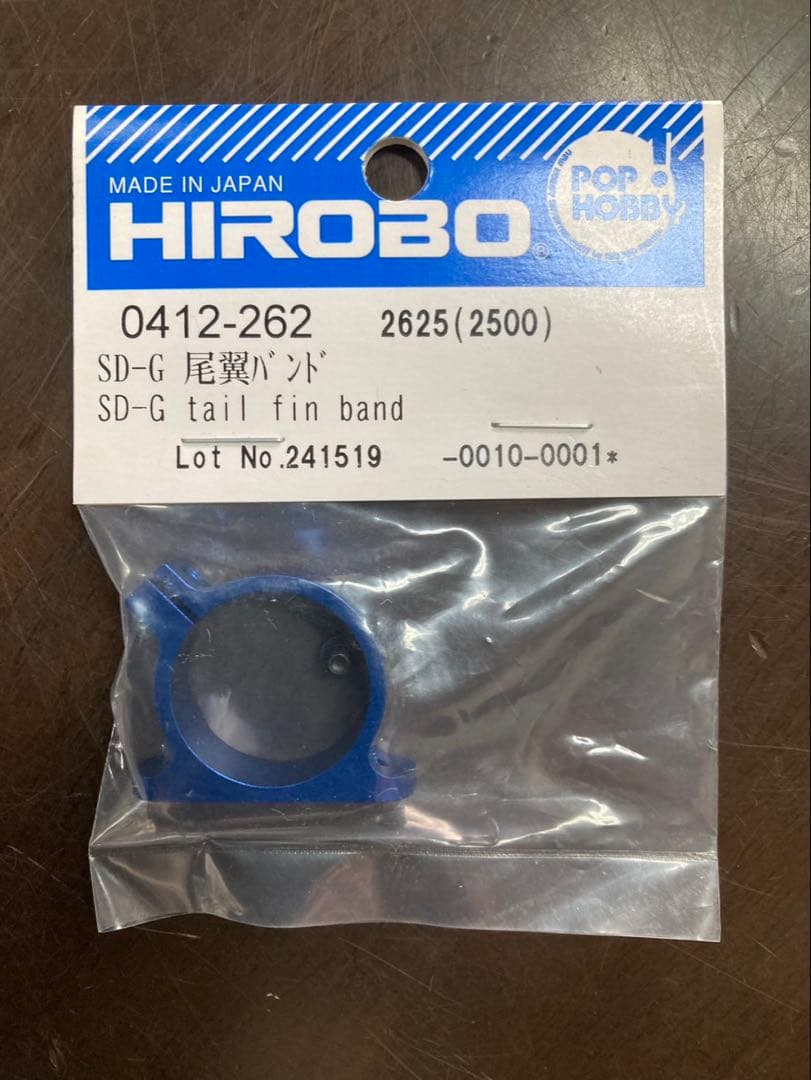 MADE IN JAPAN
HIROBO®
POP!
HOBBY
0412-262 2625(2500)
SD-G 尾翼ﾊﾞﾝﾄﾞ
SD-G tail fin band
Lot No.241519 -0010-0001*